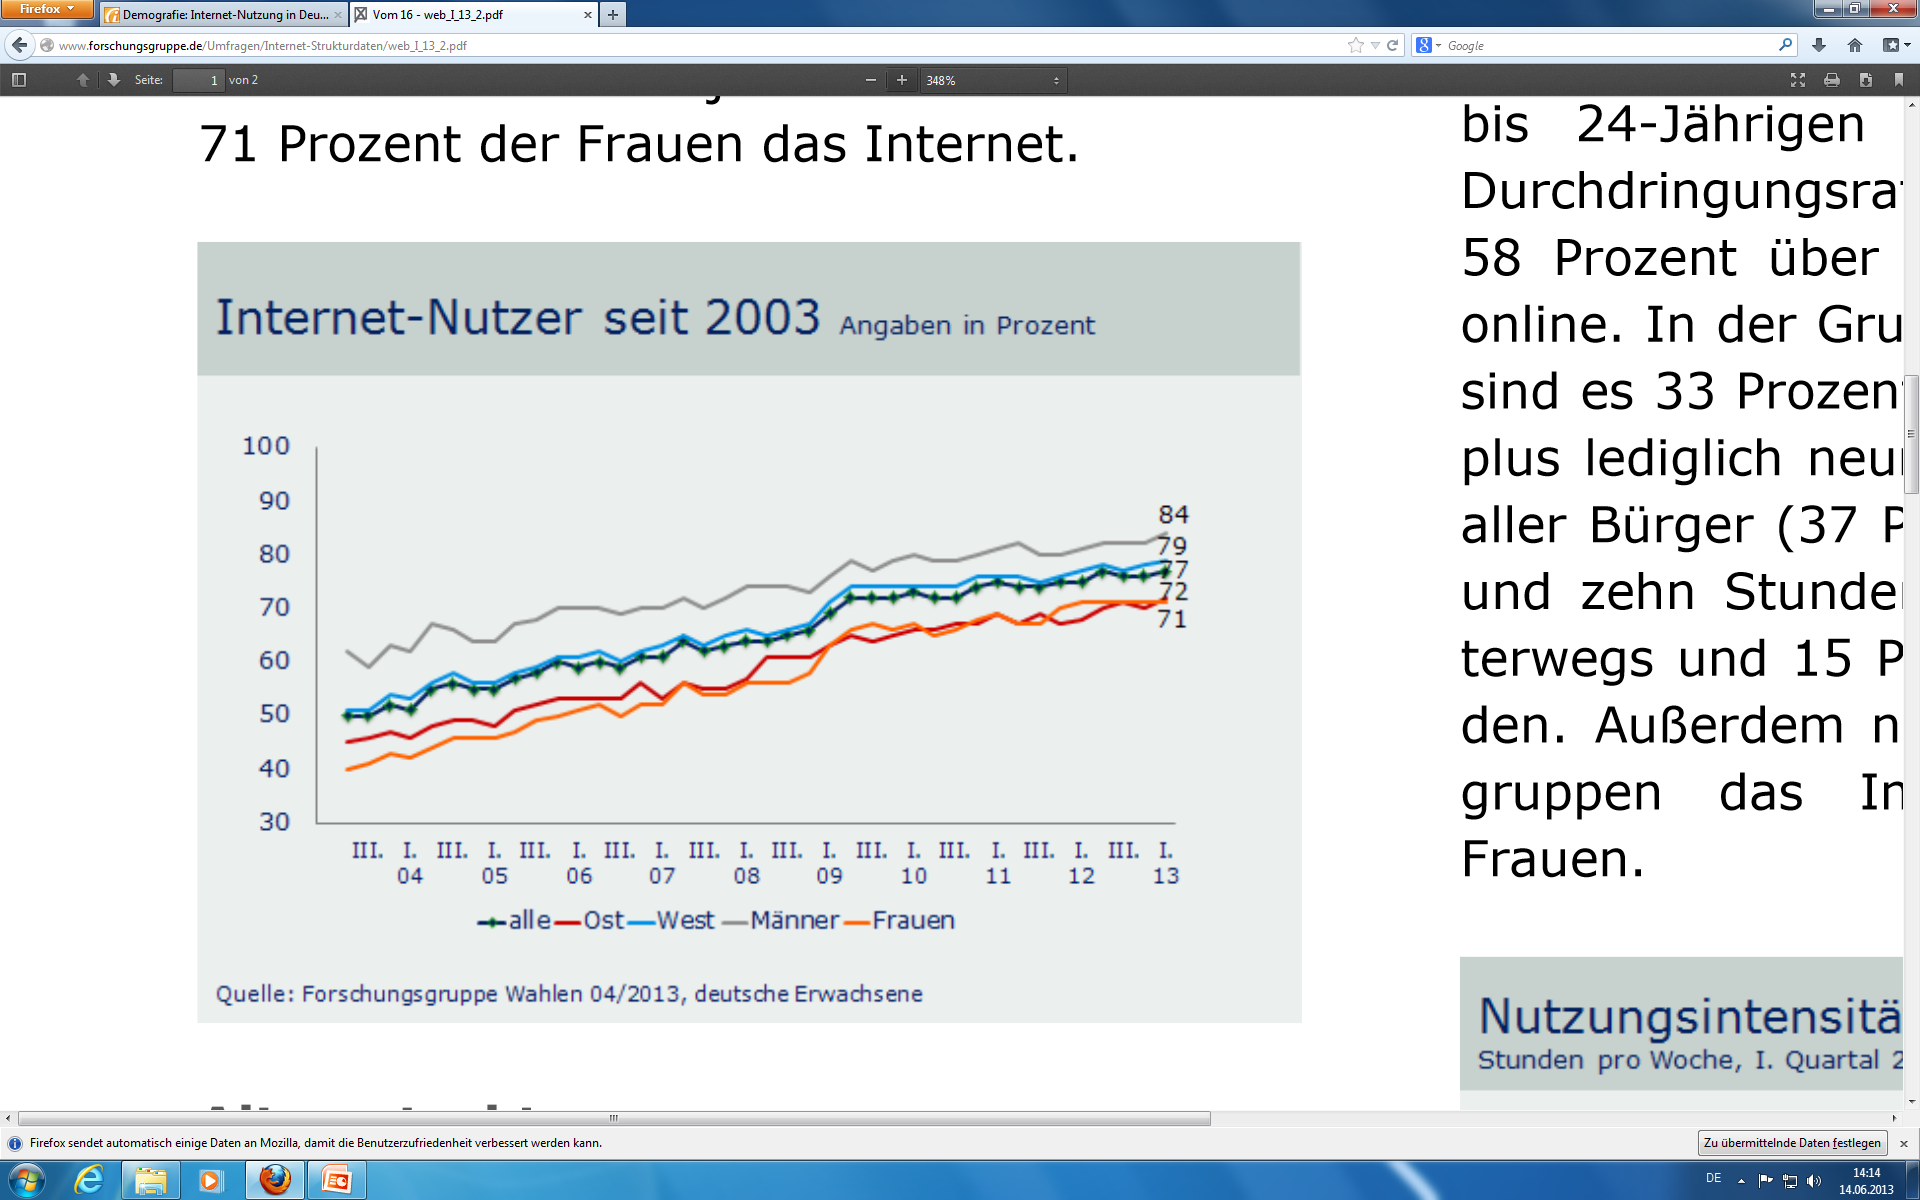 Firefox
Demografie: Internet-Nutzung in Deu...
Vom 16 - web_I_13_2.pdf
www.forschungsgruppe.de/Umfragen/Internet-Strukturdaten/web_I_13_2.pdf
Google
Seite: 1 von 2
348%
71 Prozent der Frauen das Internet.
Internet-Nutzer seit 2003 Angaben in Prozent
100
90
80
70
60
50
40
30
84
79
77
72
71
III. I. III. I. III. I. III. I. III. I. III. I. III. I. III. I. III. I. III. I.
04 05 06 07 08 09 10 11 12 13
alle Ost West Männer Frauen
Quelle: Forschungsgruppe Wahlen 04/2013, deutsche Erwachsene
bis 24-Jährigen
Durchdringungsra
58 Prozent über
online. In der Gru
sind es 33 Prozent
plus lediglich neun
aller Bürger (37 P
und zehn Stunden
terwegs und 15 P
den. Außerdem n
gruppen das In
Frauen.
Nutzungsintensitä
Stunden pro Woche, I. Quartal 2
Firefox sendet automatisch einige Daten an Mozilla, damit die Benutzerzufriedenheit verbessert werden kann.
Zu übermittelnde Daten festlegen
DE
14:14
14.06.2013